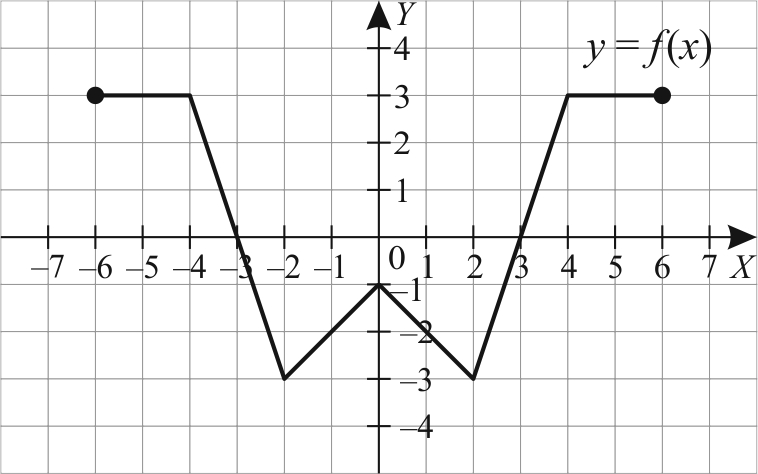 Y
4
y = f(x)
3
2
1
–7 –6 –5 –4 –3 –2 –1 0 1 2 3 4 5 6 7 X
–1
–2
–3
–4